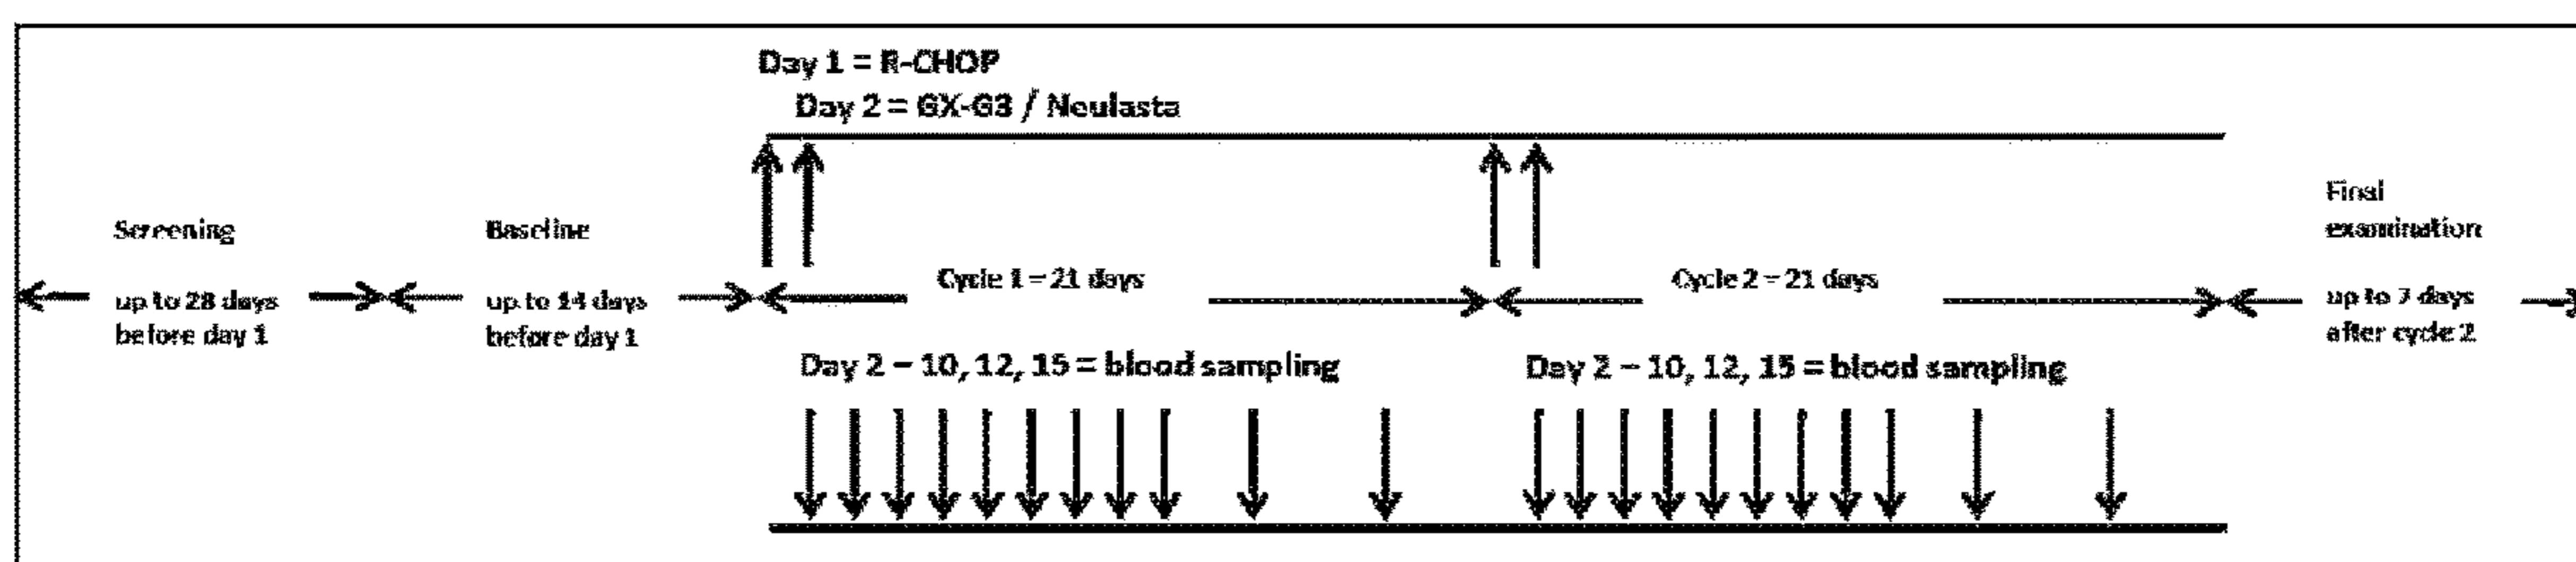 Day 1 = R-CHOP
Day 2 = GX-G3 / Neulasta
Screening
up to 28 days
before day 1
Baseline
up to 14 days
before day 1
Cycle 1 – 21 days
Cycle 2 – 21 days
Final
examination
up to 7 days
after cycle 2
Day 2 – 10, 12, 15 = blood sampling
Day 2 – 10, 12, 15 = blood sampling